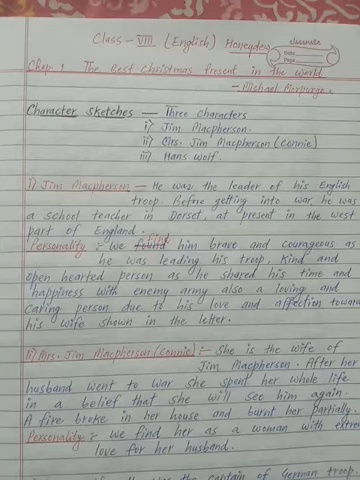 Class - VIII (English) Honeydew
classmate
Date
Page
Chap. 1 The Best Christmas Present in the World
- Michael Morpurgo.
Character sketches - Three characters
i) Jim Macpherson.
ii) Mrs. Jim Macpherson (Connie)
iii) Hans Wolf.
i) Jim Macpherson - He was the leader of his English
troop. Before getting into war, he was
a school teacher in Dorset, at present in the west
part of England.
find
Personality :- We found him brave and courageous as
he was leading his troop, Kind and
open hearted person as he shared his time and
happiness with enemy army also a loving and
caring person due to his love and affection toward
his wife shown in the letter.
ii) Mrs. Jim Macpherson (Connie) :- She is the wife of
Jim Macpherson. After her
husband went to war she spent her whole life
in a belief that she will see him again.
A fire broke in her house and burnt her partially.
Personality :- We find her as a woman with extrem
love for her husband.
was the captain of German troop.